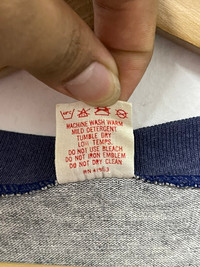 MACHINE WASH WARM
MILD DETERGENT
TUMBLE DRY
LOW TEMPS.
DO NOT USE BLEACH
DO NOT IRON EMBLEM
DO NOT DRY CLEAN